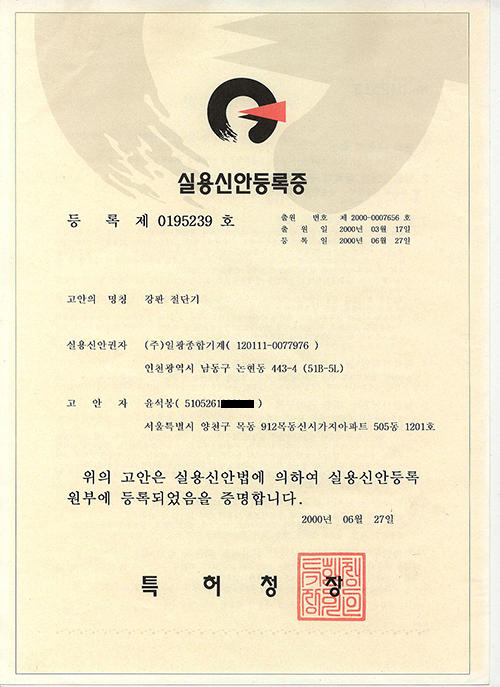 실용신안등록증
등 록 제 0195239 호
출원 번호 제 2000-0007656 호
출 원 일 2000년 03월 17일
등 록 일 2000년 06월 27일
고안의 명칭 강판 절단기
실용신안권자 (주)일광종합기계( 120111-0077976 )
인천광역시 남동구 논현동 443-4 (51B-5L)
고 안 자 윤석봉( 5105261 )
서울특별시 양천구 목동 912목동신시가지아파트 505동 1201호
위의 고안은 실용신안법에 의하여 실용신안등록
원부에 등록되었음을 증명합니다.
2000년 06월 27일
특 허 청 장